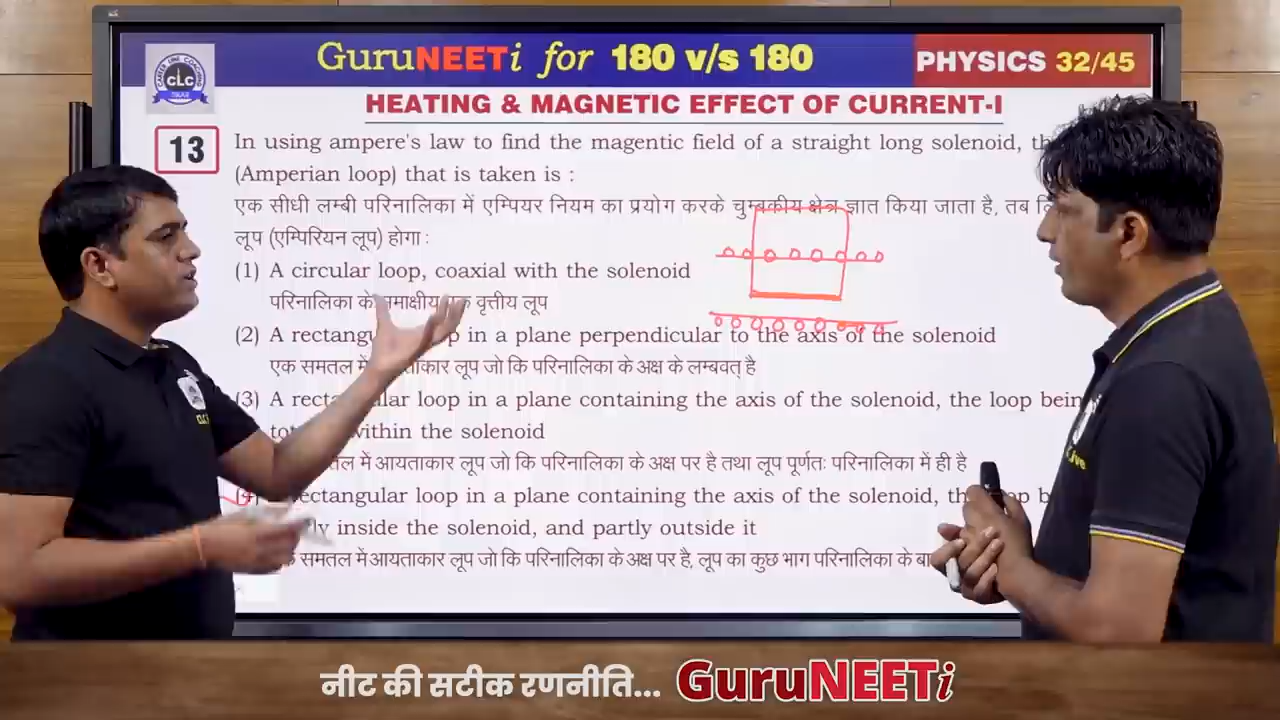 GuruNEETi for 180 v/s 180
PHYSICS 32/45
CLC
HEATING & MAGNETIC EFFECT OF CURRENT-I
13
In using ampere's law to find the magentic field of a straight long solenoid,
(Amperian loop) that is taken is :
एक सीधी लम्बी परिनालिका में एम्पियर नियम का प्रयोग करके चुम्बकीय क्षेत्र ज्ञात किया जाता है, तब
लूप (एम्पिरियन लूप) होगा :
(1) A circular loop, coaxial with the solenoid
परिनालिका के वृत्तीय लूप
(2) A in a plane perpendicular to the axis of the solenoid
एक समतल में लूप जो कि परिनालिका के अक्ष के लम्बवत् है
(3) A loop in a plane containing the axis of the solenoid, the loop
within the solenoid
में आयताकार लूप जो कि परिनालिका के अक्ष पर है तथा लूप पूर्णतः परिनालिका में ही है
(4) rectangular loop in a plane containing the axis of the solenoid,
inside the solenoid, and partly outside it
समतल में आयताकार लूप जो कि परिनालिका के अक्ष पर है, लूप का कुछ भाग परिनालिका के
नीट की सटीक रणनीति... GuruNEETi